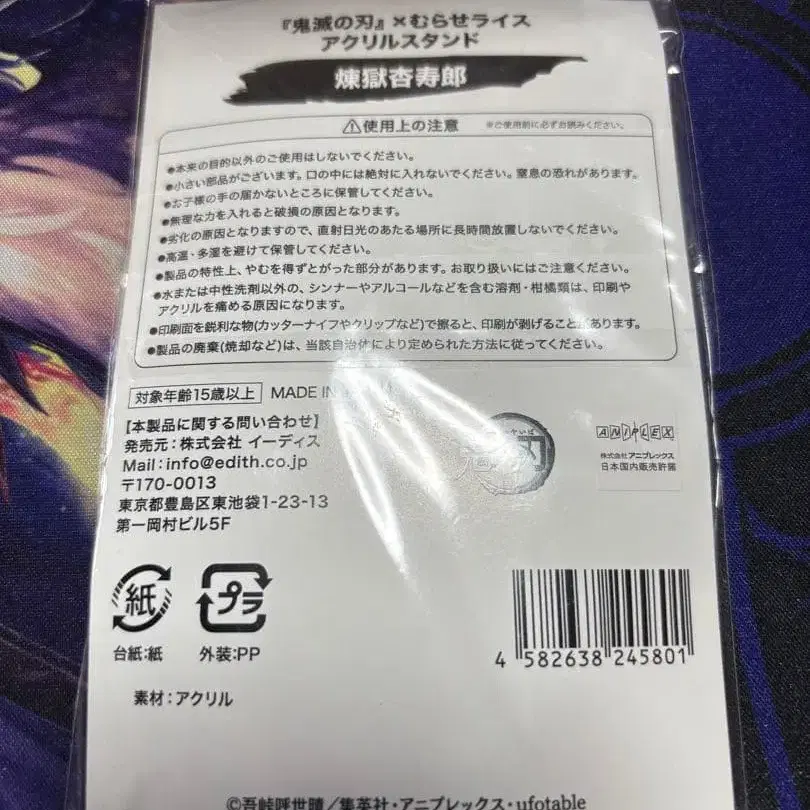 『鬼滅の刃』×むらせライス
アクリルスタンド
煉獄杏寿郎
⚠使用上の注意 ※ご使用前に必ずお読みください。
●本来の目的以外のご使用はしないでください。
●小さい部品がございます。口の中には絶対に入れないでください。窒息の恐れがあります。
●お子様の手の届かないところに保管してください。
●無理な力を入れると破損の原因となります。
●劣化の原因となりますので、直射日光のあたる場所に長時間放置しないでください。
●高温・多湿を避けて保管してください。
●製品の特性上、やむを得ずとがった部分があります。お取り扱いにはご注意ください。
●水または中性洗剤以外の、シンナーやアルコールなどを含む溶剤・柑橘類は、印刷や
アクリルを痛める原因になります。
●印刷面を鋭利な物(カッターナイフやクリップなど)で擦ると、印刷が剥げることがあります。
●製品の廃棄(焼却など)は、当該自治体により定められた方法に従ってください。
対象年齢15歳以上 MADE IN
【本製品に関する問い合わせ】
発売元：株式会社 イーディス
Mail：info@edith.co.jp
〒170-0013
東京都豊島区東池袋1-23-13
第一岡村ビル5F
ANIPLEX
株式会社アニプレックス
日本国内販売許諾
紙
プラ
台紙:紙
外装:PP
4 582638 245801
素材：アクリル
©吾峠呼世晴／集英社・アニプレックス・ufotable